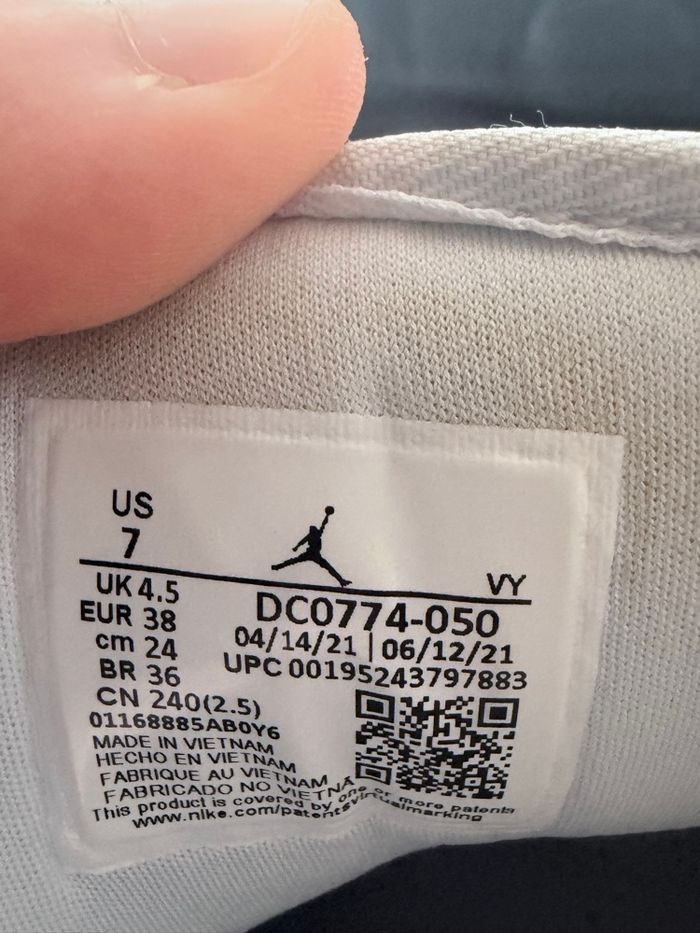 US
7
VY
UK 4.5
EUR 38
cm 24
BR 36
CN 240(2.5)
DC0774-050
04/14/21 | 06/12/21
UPC 00195243797883
01168885AB0Y6
MADE IN VIETNAM
HECHO EN VIETNAM
FABRIQUE AU VIETNAM
FABRICADO NO VIETNÃ
This product is covered by one or more patents
www.nike.com/patentsvirtualmarking